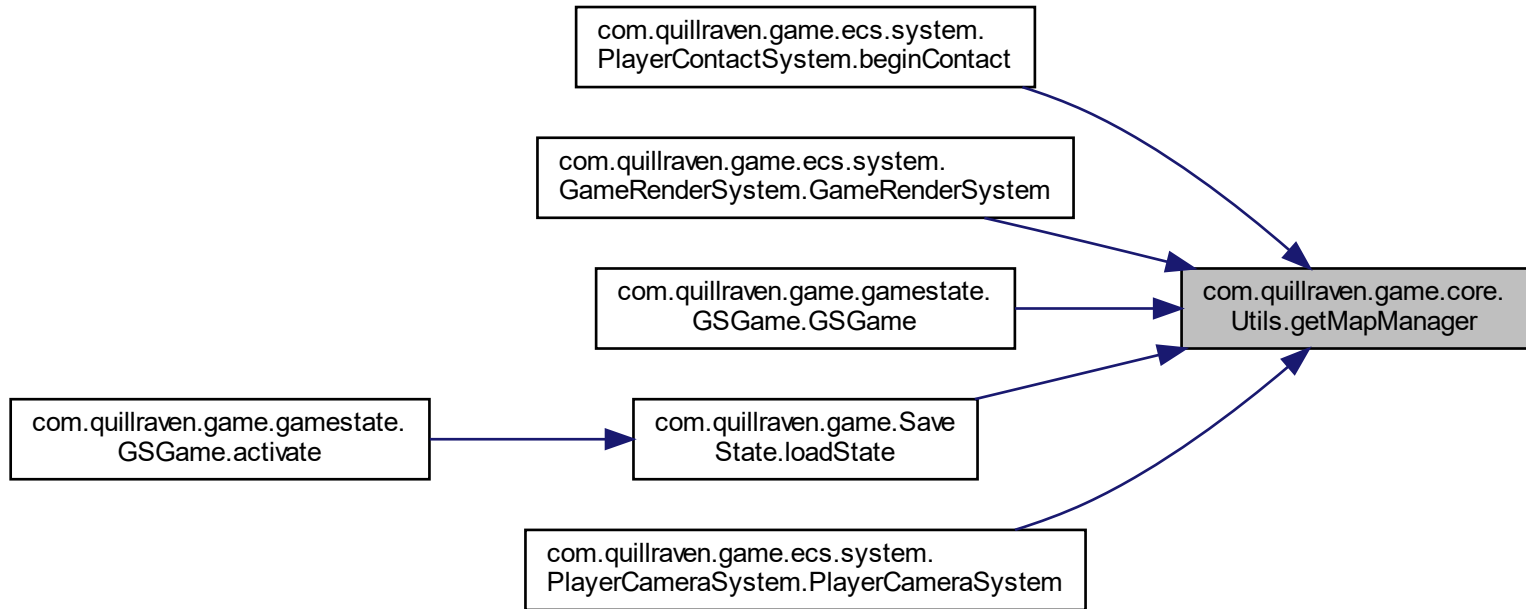 com.quillraven.game.ecs.system.
PlayerContactSystem.beginContact
com.quillraven.game.ecs.system.
GameRenderSystem.GameRenderSystem
com.quillraven.game.gamestate.
GSGame.GSGame
com.quillraven.game.core.
Utils.getMapManager
com.quillraven.game.gamestate.
GSGame.activate
com.quillraven.game.Save
State.loadState
com.quillraven.game.ecs.system.
PlayerCameraSystem.PlayerCameraSystem